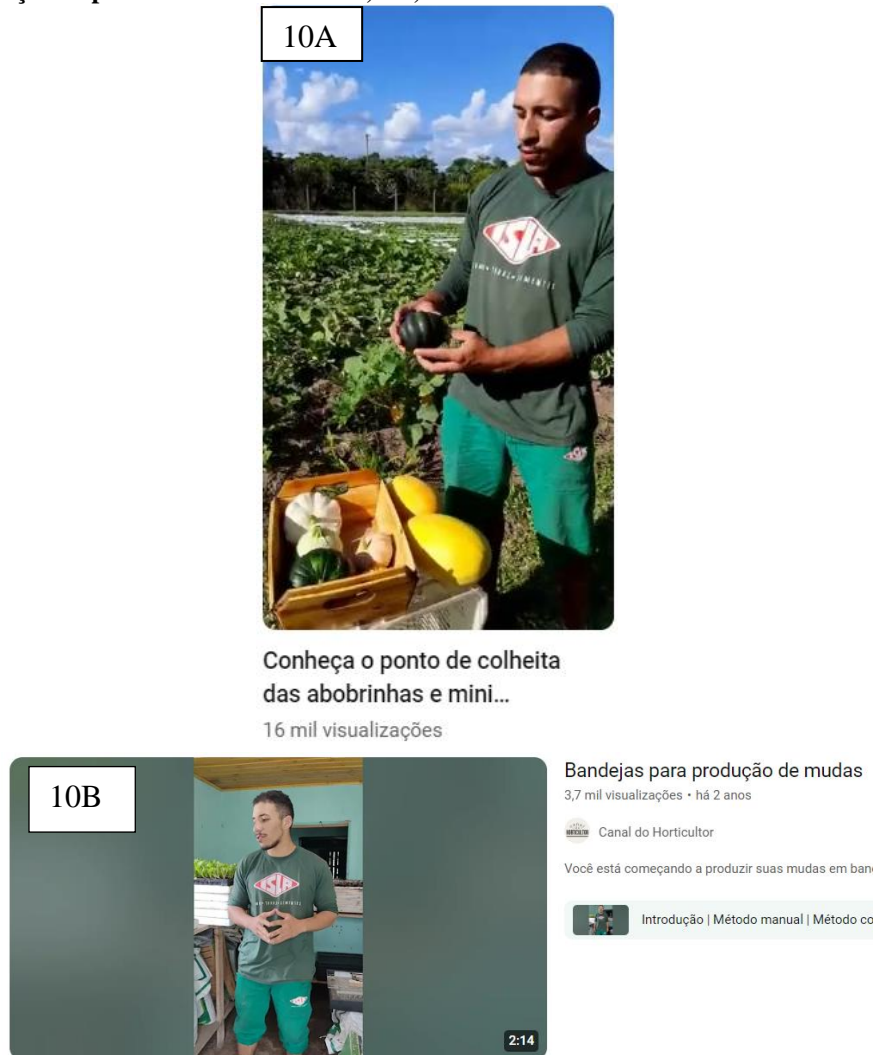 10A
ISLA
Conheça o ponto de colheita
das abobrinhas e mini...
16 mil visualizações
10B
ISLA
2:14
Bandejas para produção de mudas
3,7 mil visualizações • há 2 anos
Canal do Horticultor
Você está começando a produzir suas mudas em ban
Introdução | Método manual | Método co